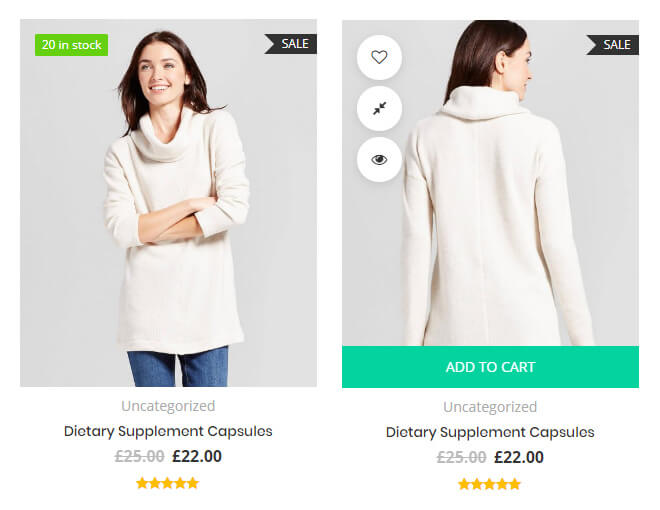 20 in stock
SALE
Uncategorized
Dietary Supplement Capsules
£25.00 £22.00
SALE
ADD TO CART
Uncategorized
Dietary Supplement Capsules
£25.00 £22.00